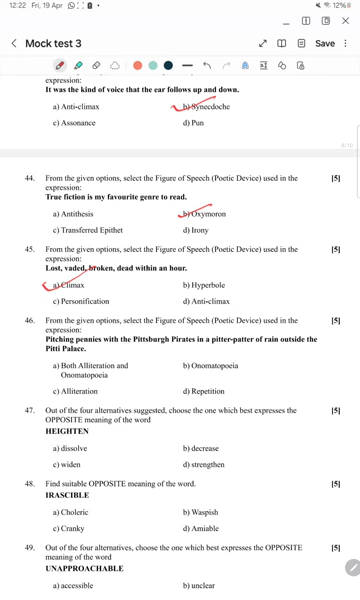 12:22 Fri, 19 Apr
12%
Mock test 3
Save
expression:
It was the kind of voice that the ear follows up and down.
a) Anti-climax
b) Synecdoche
c) Assonance
d) Pun
8/10
44. From the given options, select the Figure of Speech (Poetic Device) used in the [5]
expression:
True fiction is my favourite genre to read.
a) Antithesis
b) Oxymoron
c) Transferred Epithet
d) Irony
45. From the given options, select the Figure of Speech (Poetic Device) used in the [5]
expression:
Lost, vaded, broken, dead within an hour.
a) Climax
b) Hyperbole
c) Personification
d) Anti-climax
46. From the given options, select the Figure of Speech (Poetic Device) used in the [5]
expression:
Pitching pennies with the Pittsburgh Pirates in a pitter-patter of rain outside the
Pitti Palace.
a) Both Alliteration and
Onomatopoeia
b) Onomatopoeia
c) Alliteration
d) Repetition
47. Out of the four alternatives suggested, choose the one which best expresses the [5]
OPPOSITE meaning of the word
HEIGHTEN
a) dissolve
b) decrease
c) widen
d) strengthen
48. Find suitable OPPOSITE meaning of the word. [5]
IRASCIBLE
a) Choleric
b) Waspish
c) Cranky
d) Amiable
49. Out of the four alternatives, choose the one which best expresses the OPPOSITE [5]
meaning of the word
UNAPPROACHABLE
a) accessible
b) unclear